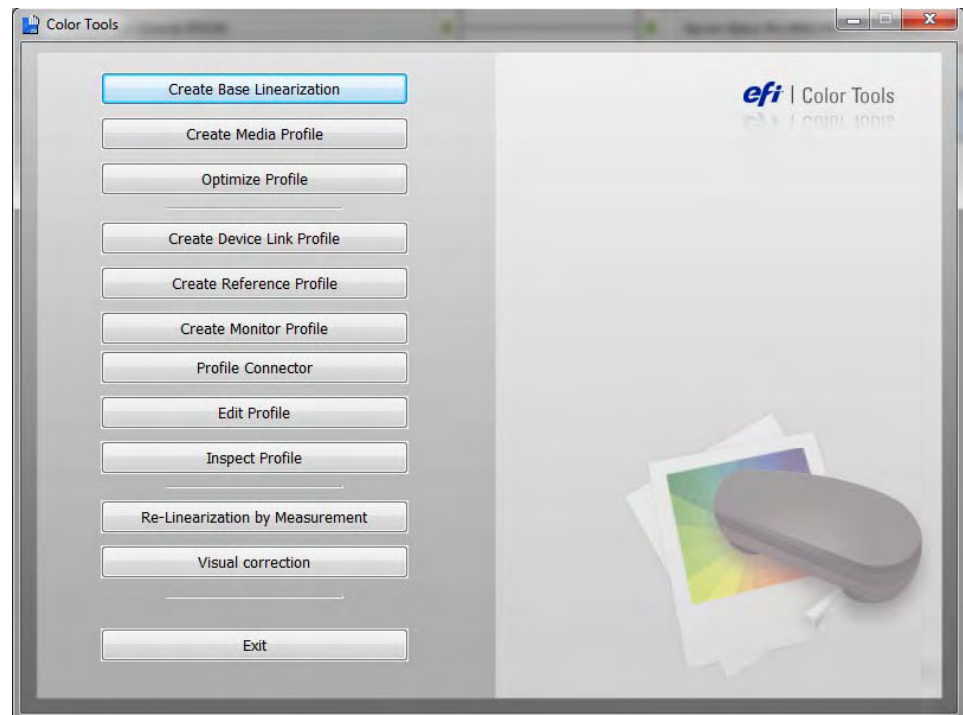 Color Tools
Create Base Linearization
Create Media Profile
Optimize Profile
Create Device Link Profile
Create Reference Profile
Create Monitor Profile
Profile Connector
Edit Profile
Inspect Profile
Re-Linearization by Measurement
Visual correction
Exit
efi | Color Tools